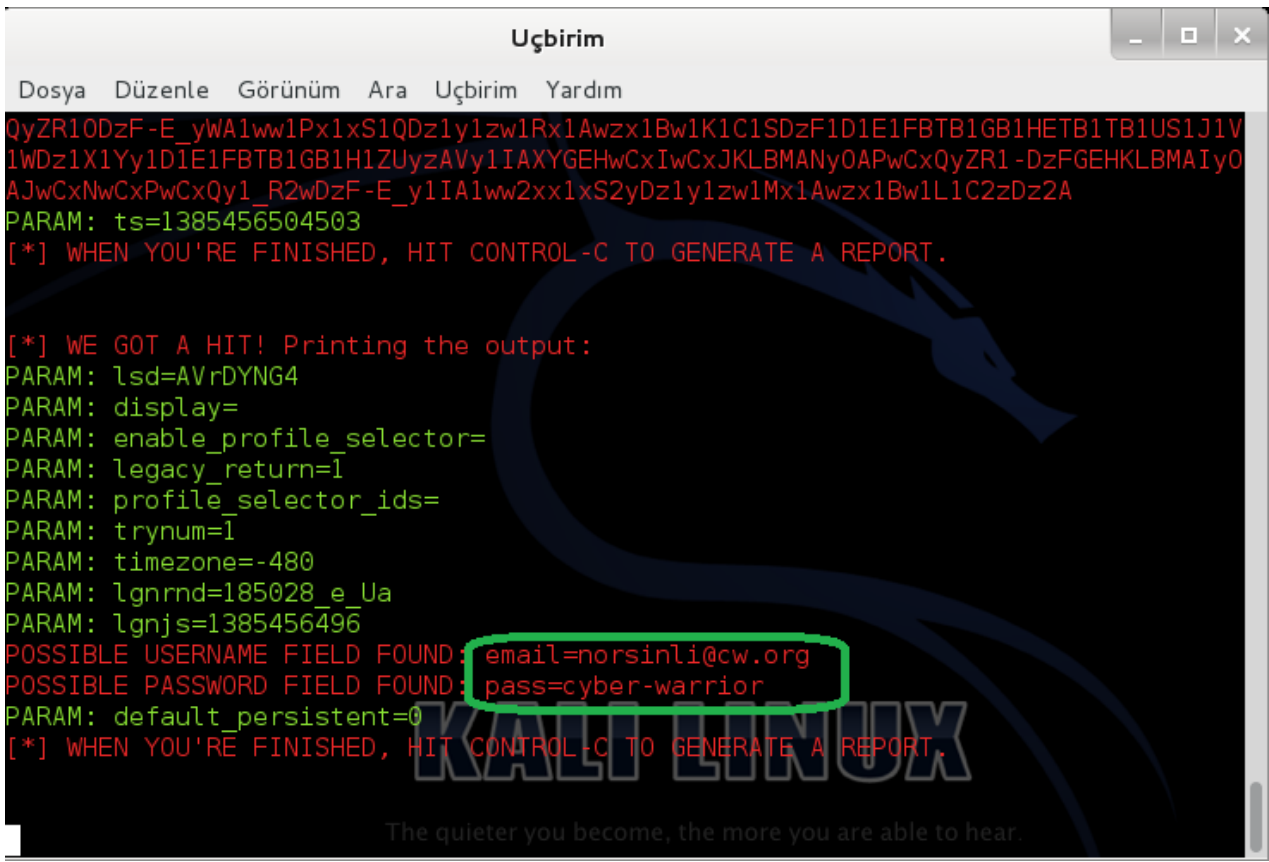 Uçbirim
Dosya Düzenle Görünüm Ara Uçbirim Yardım
QyZR1ODzF-E_yWA1ww1Px1xS1QDz1y1zw1Rx1Awzx1Bw1K1C1SDzF1D1E1FBTB1GB1HETB1TB1US1J1V
1WDz1X1Yy1D1E1FBTB1GB1H1ZUyzAVy1IAXYGEHwCxIwCxJKLBMANyOAPwCxQyZR1-DzFGEHKLBMAIyO
AJwCxNwCxPwCxQy1_R2wDzF-E_y1IA1ww2xx1xS2yDz1y1zw1Mx1Awzx1Bw1L1C2zDz2A
PARAM: ts=1385456504503
[*] WHEN YOU'RE FINISHED, HIT CONTROL-C TO GENERATE A REPORT.
[*] WE GOT A HIT! Printing the output:
PARAM: lsd=AVrDYNG4
PARAM: display=
PARAM: enable_profile_selector=
PARAM: legacy_return=1
PARAM: profile_selector_ids=
PARAM: trynum=1
PARAM: timezone=-480
PARAM: lgnrnd=185028_e_Ua
PARAM: lgnjs=1385456496
POSSIBLE USERNAME FIELD FOUND: email=norsinli@cw.org
POSSIBLE PASSWORD FIELD FOUND: pass=cyber-warrior
PARAM: default_persistent=0
[*] WHEN YOU'RE FINISHED, HIT CONTROL-C TO GENERATE A REPORT.
KALI LINUX
The quieter you become, the more you are able to hear.